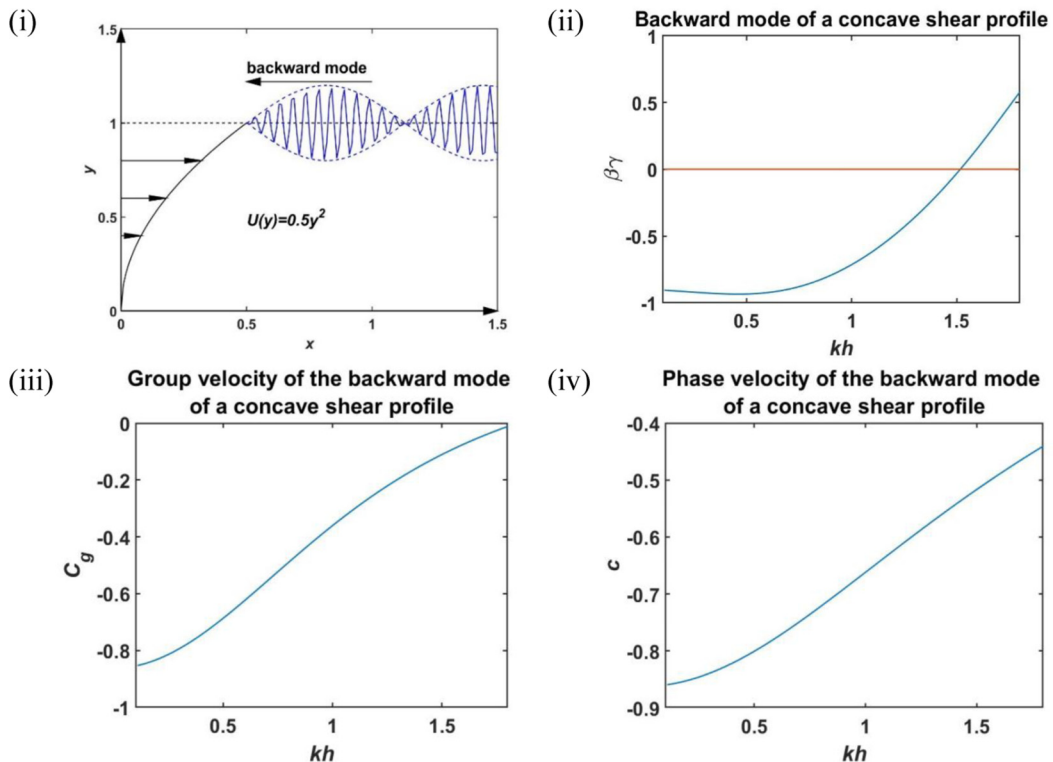 (i)
1.5
1
0.5
0
y
backward mode
U(y)=0.5y²
0
0.5
1
1.5
x
(ii)
Backward mode of a concave shear profile
1
0.5
0
-0.5
-1
βγ
0.5
1
1.5
kh
(iii)
Group velocity of the backward mode
of a concave shear profile
0
-0.2
-0.4
-0.6
-0.8
-1
C_g
0.5
1
1.5
kh
(iv)
Phase velocity of the backward mode
of a concave shear profile
-0.4
-0.5
-0.6
-0.7
-0.8
-0.9
c
0.5
1
1.5
kh